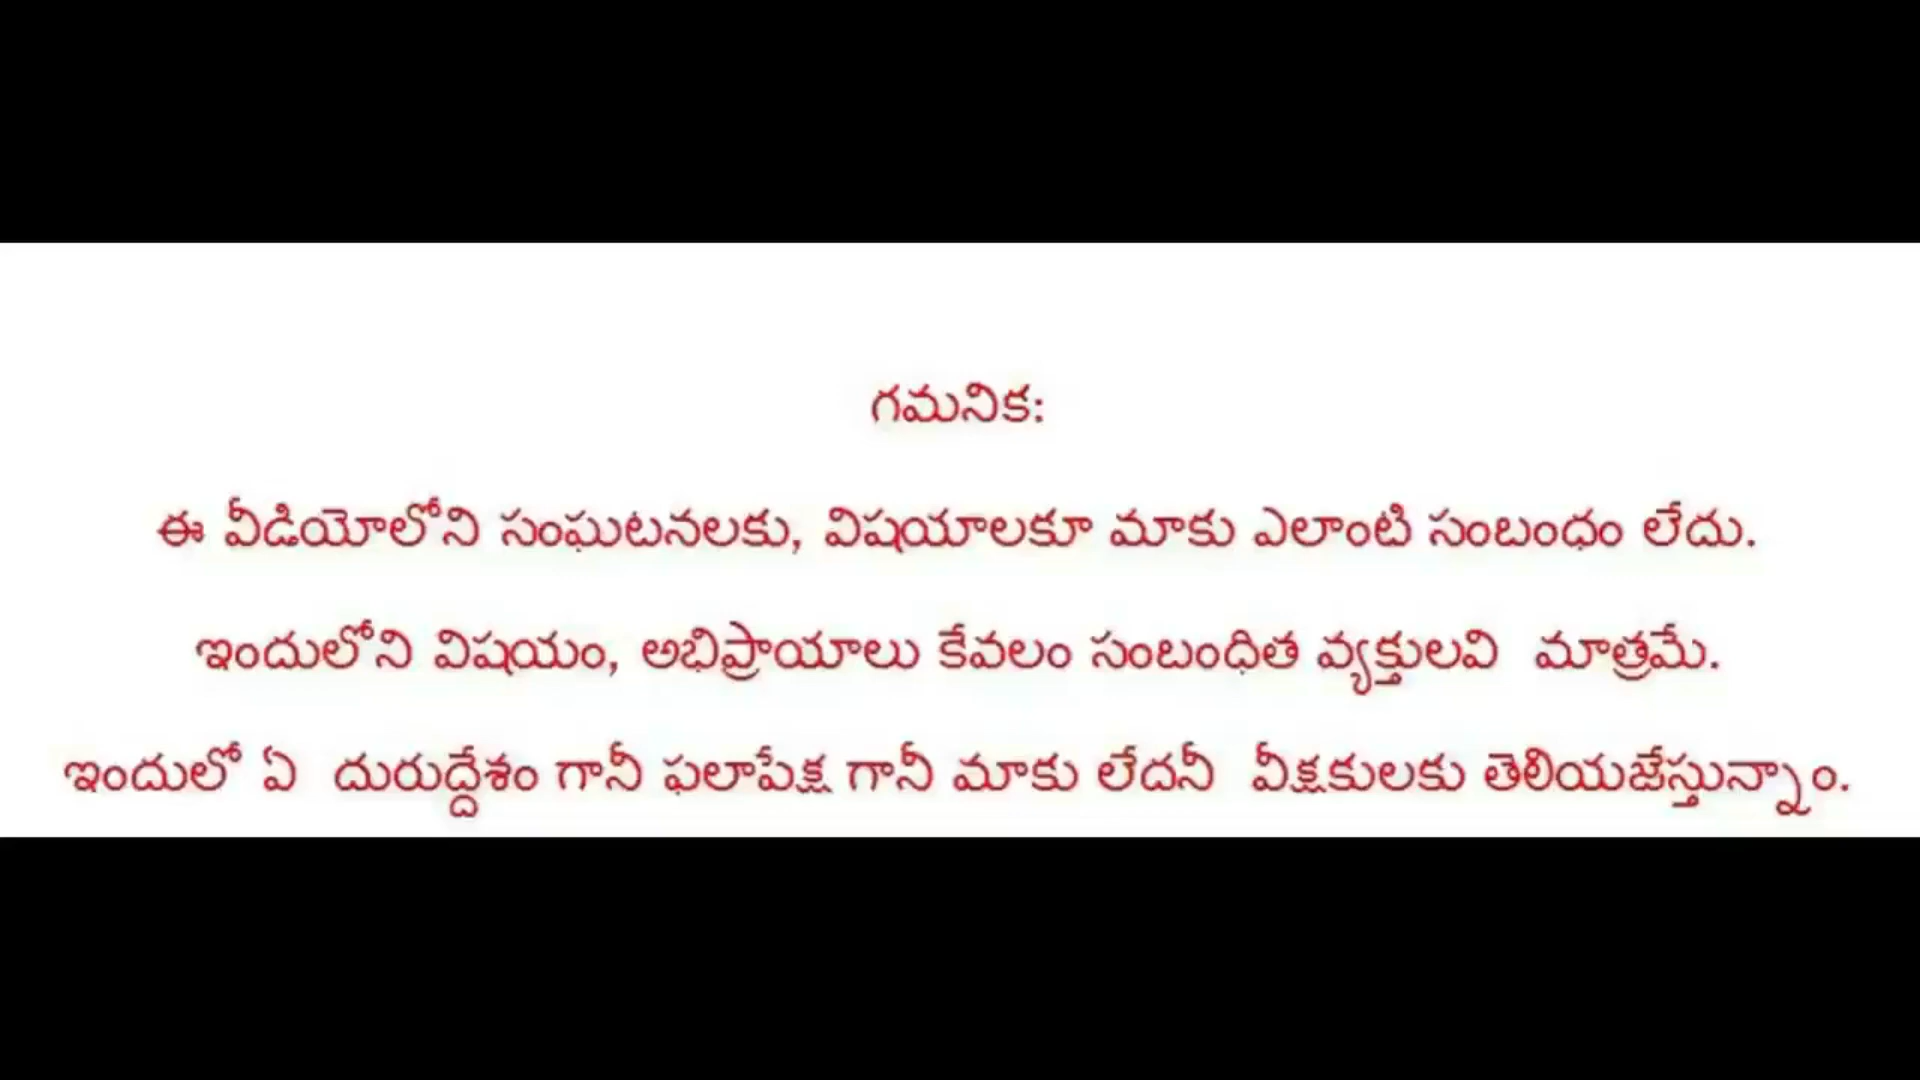 గమనిక:
ఈ వీడియోలోని సంఘటనలకు, విషయాలకూ మాకు ఎలాంటి సంబంధం లేదు.
ఇందులోని విషయం, అభిప్రాయాలు కేవలం సంబంధిత వ్యక్తులవి మాత్రమే.
ఇందులో ఏ దురుద్దేశం గానీ ఫలాపేక్ష గానీ మాకు లేదనీ వీక్షకులకు తెలియజేస్తున్నాం.